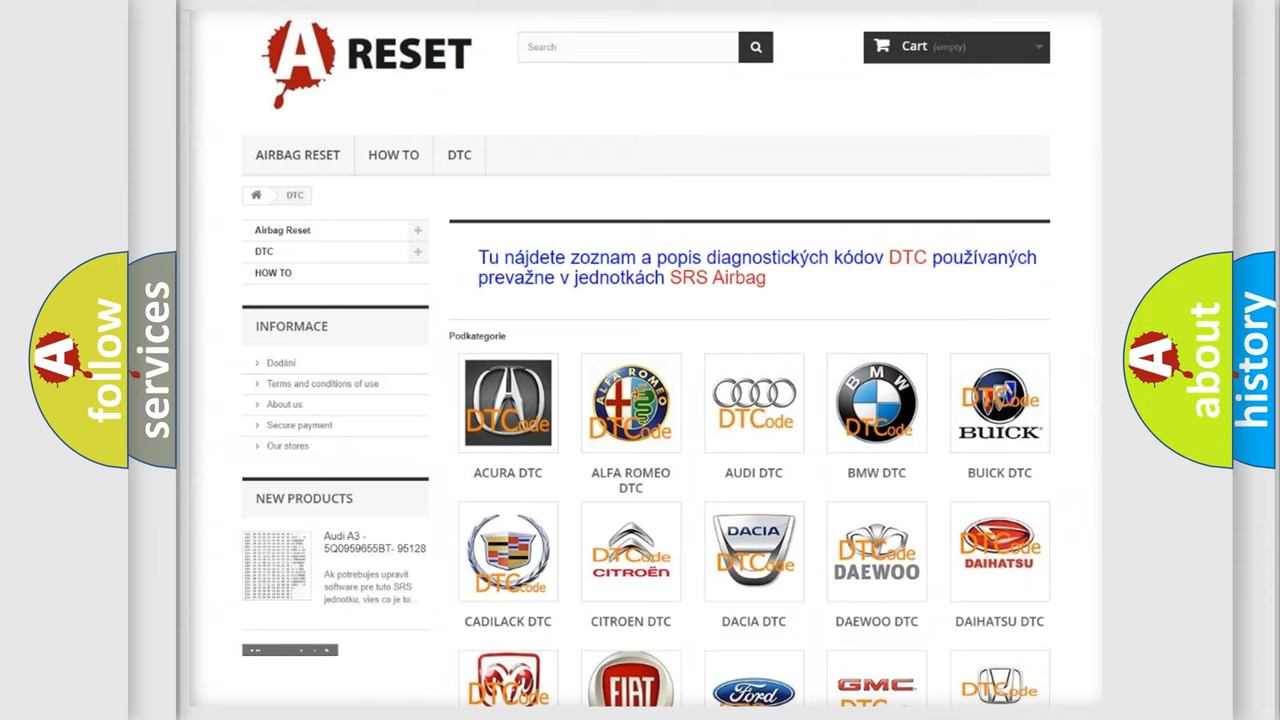 A RESET
Search
Cart (empty)
AIRBAG RESET
HOW TO
DTC
DTC
Airbag Reset
DTC
HOW TO
INFORMACE
Dodání
Terms and conditions of use
About us
Secure payment
Our stores
NEW PRODUCTS
Audi A3 -
5Q0959655BT- 95128
Ak potrebujes upravit
software pre tuto SRS
jednotku, vies co je to...
Tu nájdete zoznam a popis diagnostických kódov DTC používaných
prevažne v jednotkách SRS Airbag
Podkategorie
DTCode
ALFA ROMEO
DTCode
DTCode
BMW
DTCode
DTCode
BUICK
ACURA DTC
ALFA ROMEO
DTC
AUDI DTC
BMW DTC
BUICK DTC
DTCode
DTCode
CITROËN
DACIA
DTCode
DTCode
DAEWOO
DTCode
DAIHATSU
CADILACK DTC
CITROEN DTC
DACIA DTC
DAEWOO DTC
DAIHATSU DTC
DTCode
FIAT
Ford
GMC
DTCode
A follow
services
A about
history